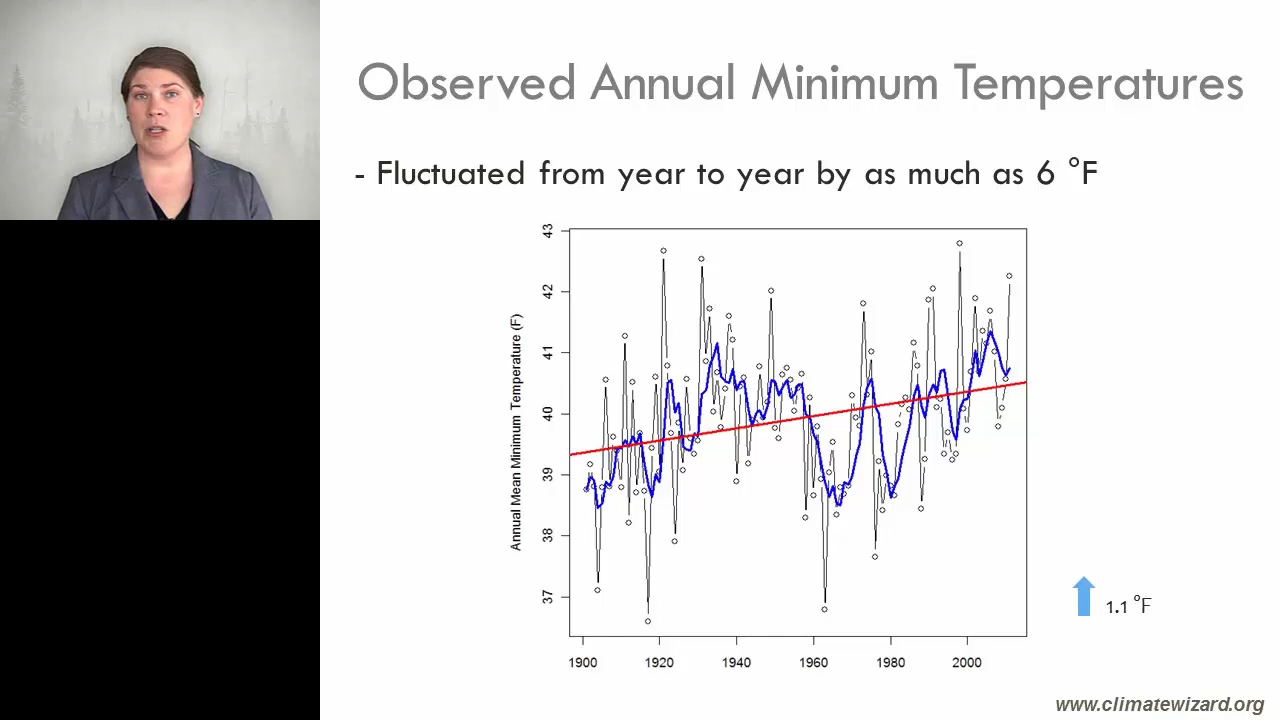 Observed Annual Minimum Temperatures
- Fluctuated from year to year by as much as 6 °F
43
42
41
40
39
38
37
Annual Mean Minimum Temperature (F)
1900 1920 1940 1960 1980 2000
1.1 °F
www.climatewizard.org